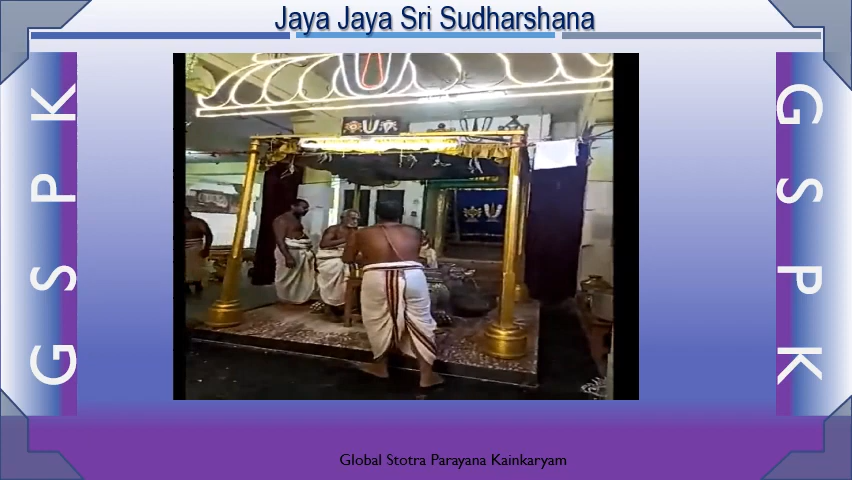 Jaya Jaya Sri Sudharshana
G S P K
G S P K
Global Stotra Parayana Kainkaryam